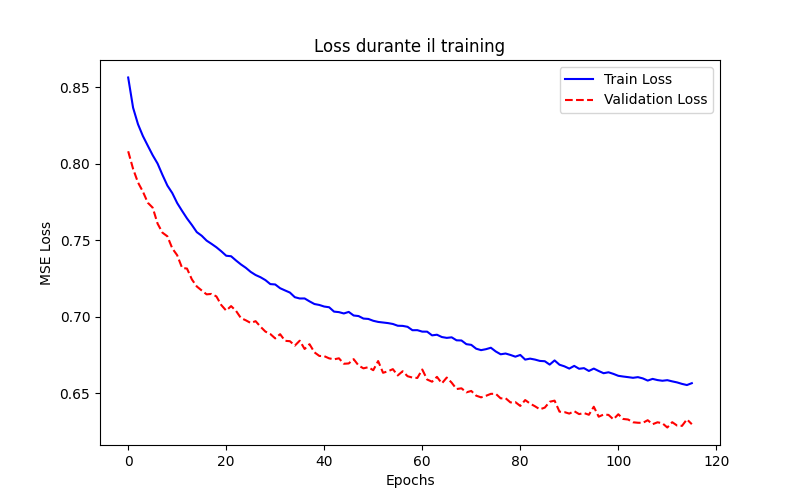 Loss durante il training
Train Loss
Validation Loss
MSE Loss
0.85
0.80
0.75
0.70
0.65
0 20 40 60 80 100 120
Epochs